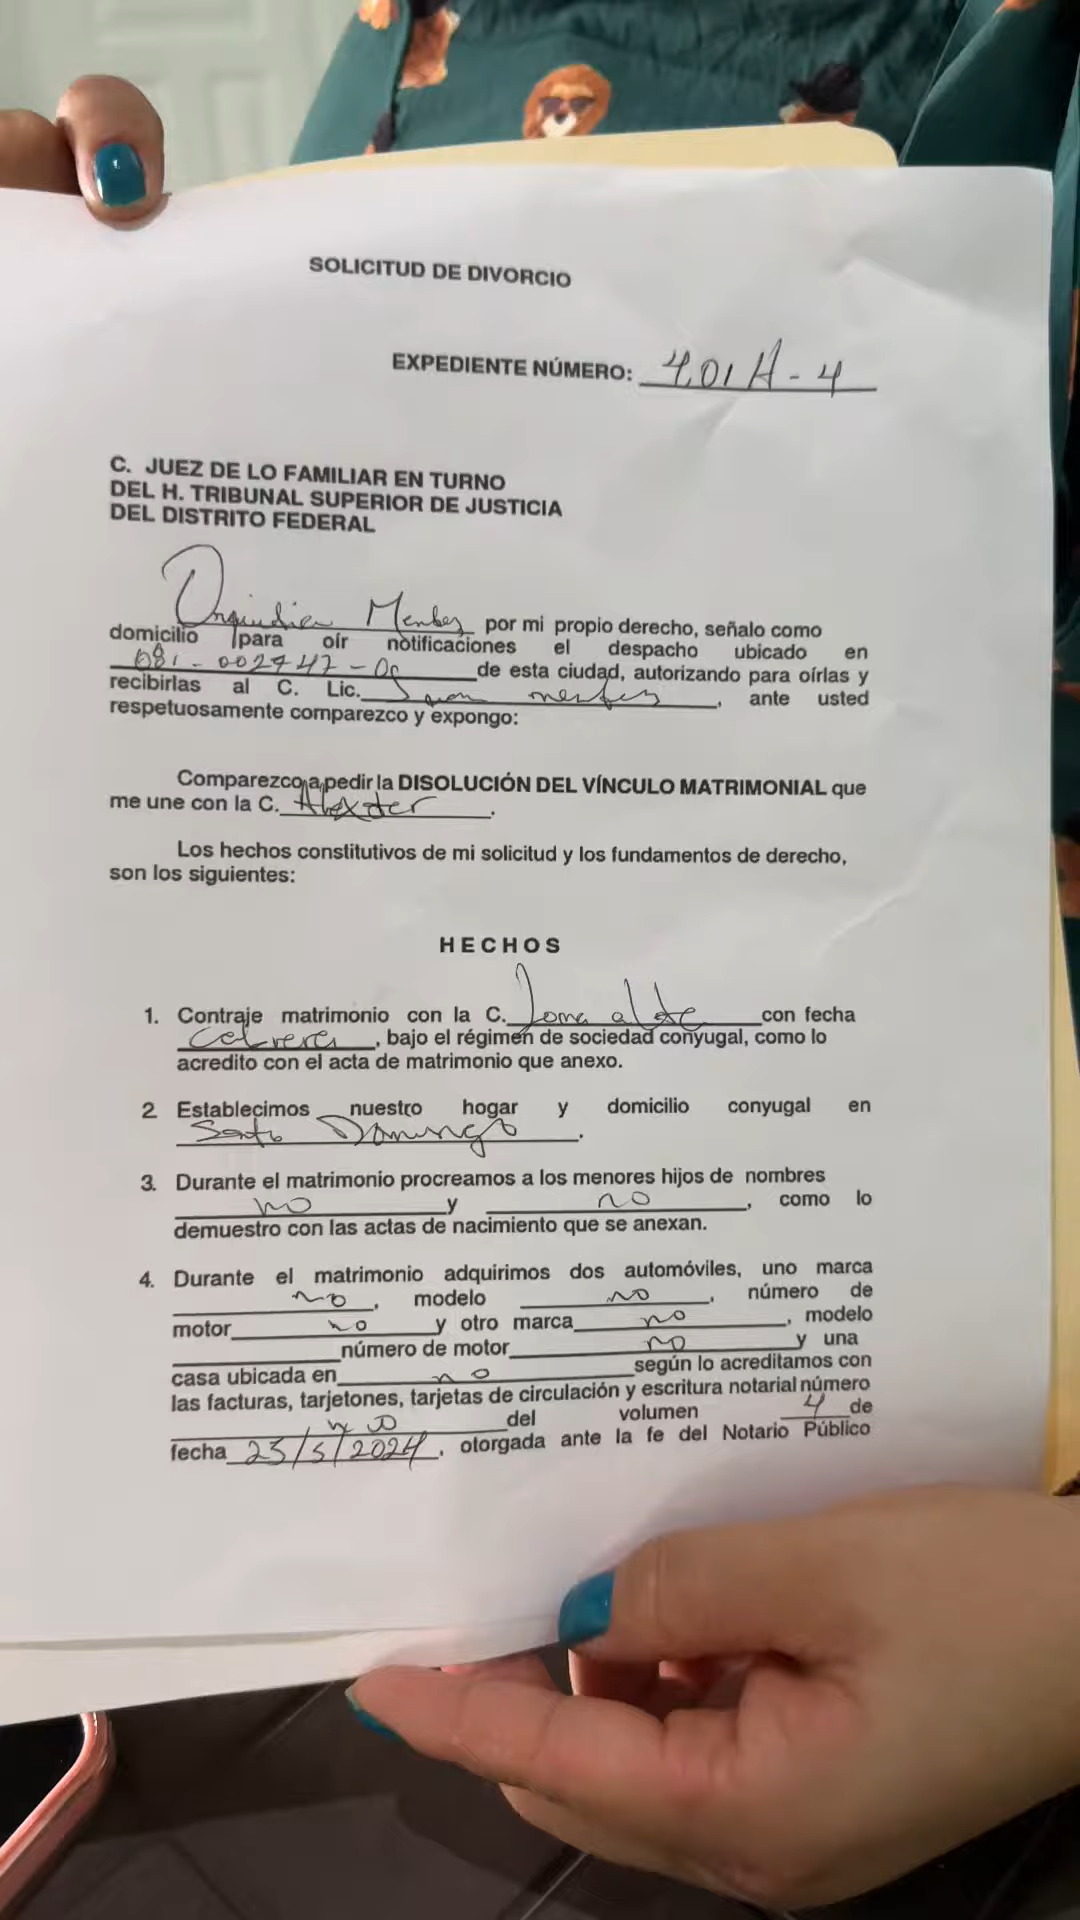 SOLICITUD DE DIVORCIO
EXPEDIENTE NÚMERO: 401A-4
C. JUEZ DE LO FAMILIAR EN TURNO
DEL H. TRIBUNAL SUPERIOR DE JUSTICIA
DEL DISTRITO FEDERAL
por mi propio derecho, señalo como
domicilio para oír notificaciones el despacho ubicado en
de esta ciudad, autorizando para oírlas y
recibirlas al C. Lic. , ante usted
respetuosamente comparezco y expongo:
Comparezco a pedir la DISOLUCIÓN DEL VÍNCULO MATRIMONIAL que
me une con la C. Alexder.
Los hechos constitutivos de mi solicitud y los fundamentos de derecho,
son los siguientes:
HECHOS
1. Contraje matrimonio con la C. con fecha
Cabrera, bajo el régimen de sociedad conyugal, como lo
acredito con el acta de matrimonio que anexo.
2 Establecimos nuestro hogar y domicilio conyugal en
Santo Domingo.
3. Durante el matrimonio procreamos a los menores hijos de nombres
no y no, como lo
demuestro con las actas de nacimiento que se anexan.
4. Durante el matrimonio adquirimos dos automóviles, uno marca
no, modelo no, número de
motor no y otro marca no, modelo
número de motor no y una
casa ubicada en no según lo acreditamos con
las facturas, tarjetones, tarjetas de circulación y escritura notarial número
no del volumen 4 de
fecha 23/5/2024, otorgada ante la fe del Notario Público